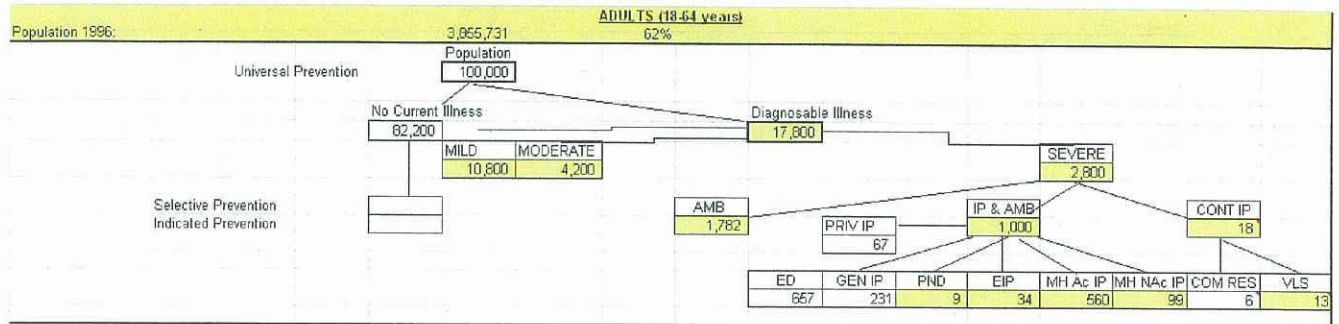 ADULTS (18-64 years)
Population 1996: 3,855,731 62%
Population
Universal Prevention 100,000
No Current Illness Diagnosable Illness
82,200 17,800
MILD MODERATE SEVERE
10,800 4,200 2,800
Selective Prevention AMB IP & AMB CONT IP
Indicated Prevention 1,782 PRIV IP 1,000 18
67
ED GEN IP PND EIP MH Ac IP MH NAc IP COM RES VLS
657 231 9 34 560 99 6 13